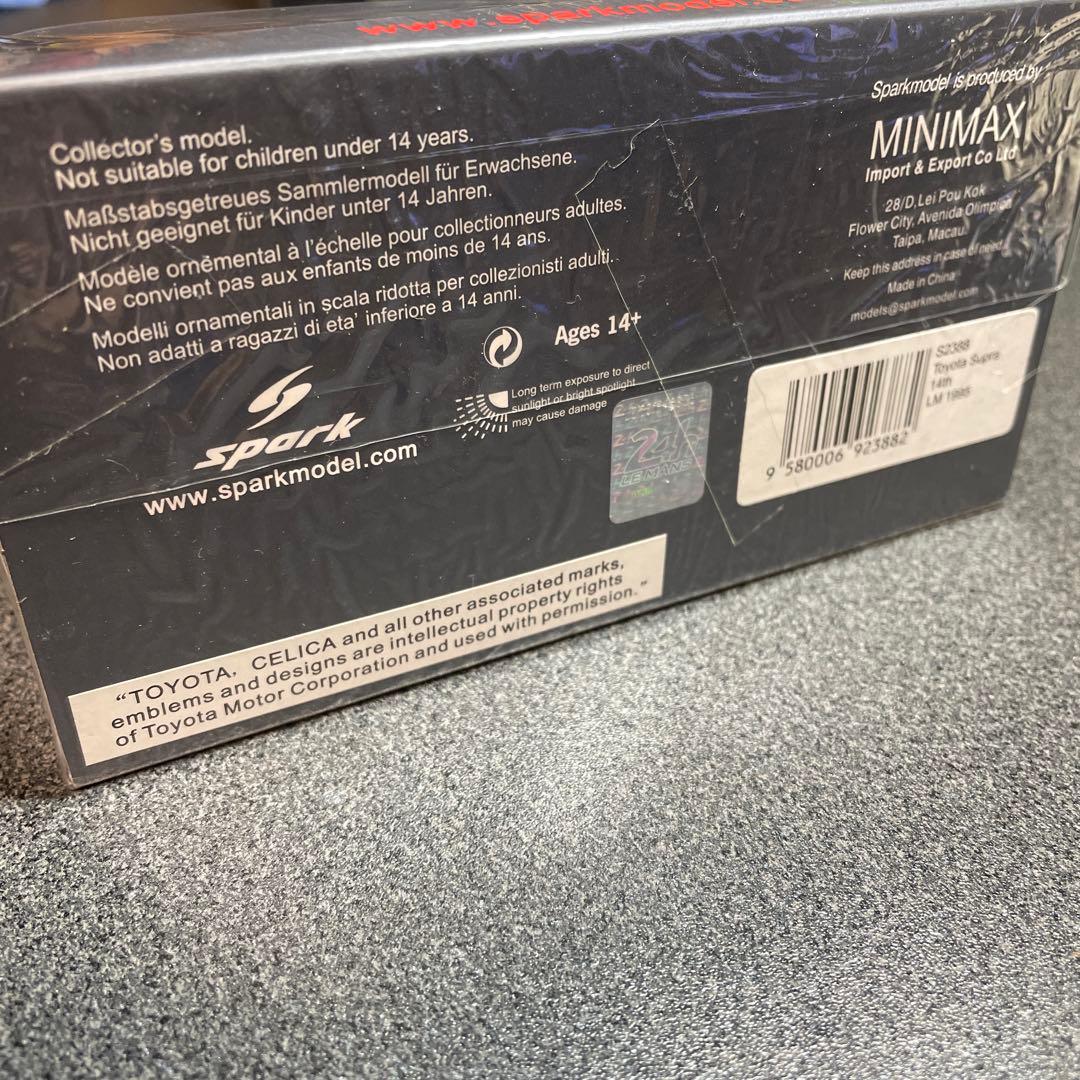 www.sparkmodel.co
Collector's model.
Not suitable for children under 14 years.
Maßstabsgetreues Sammlermodell für Erwachsene.
Nicht geeignet für Kinder unter 14 Jahren.
Modèle ornêmental à l'échelle pour collectionneurs adultes.
Ne convient pas aux enfants de moins de 14 ans.
Modelli ornamentali in scala ridotta per collezionisti adulti.
Non adatti a ragazzi di eta' inferiore a 14 anni.
Ages 14+
Long term exposure to direct
sunlight or bright spotlight
may cause damage
spark
www.sparkmodel.com
Sparkmodel is produced by
MINIMAX
Import & Export Co Ltd
28/D, Lei Pou Kok
Flower City, Avenida Olimpica
Taipa, Macau.
Keep this address in case of need
Made in China
models@sparkmodel.com
24h
LE MANS
S2388
Toyota Supra
14th
LM 1995
9 580006 923882
"TOYOTA, CELICA and all other associated marks,
emblems and designs are intellectual property rights
of Toyota Motor Corporation and used with permission."